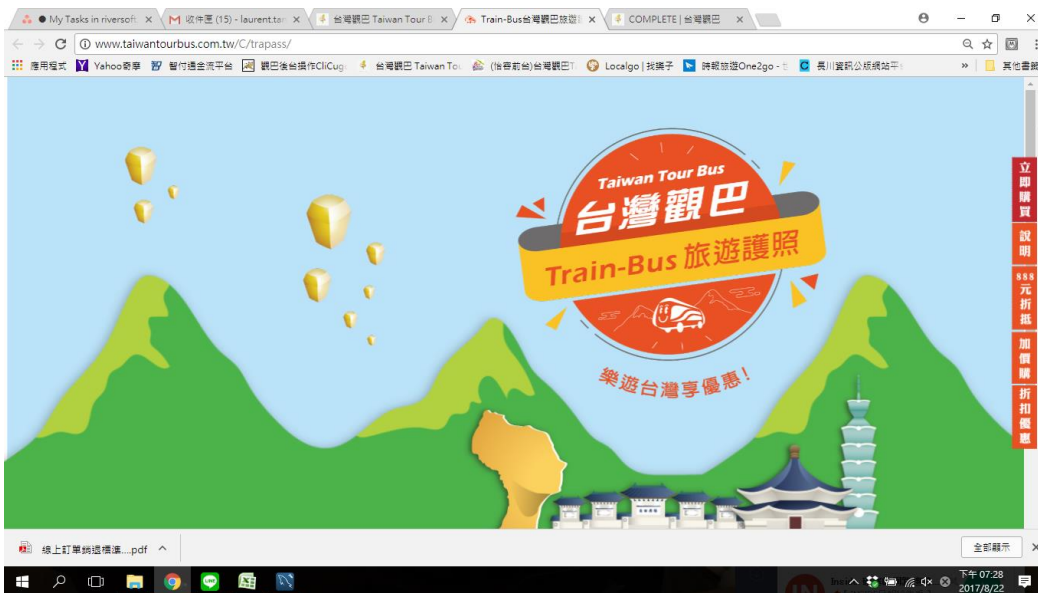 ● My Tasks in riversoft
收件匣 (15) - laurent.tar
台灣觀巴 Taiwan Tour B
Train-Bus台灣觀巴旅遊
COMPLETE | 台灣觀巴
www.taiwantourbus.com.tw/C/trapass/
應用程式
Yahoo奇摩
智付通金流平台
觀巴後台操作CliCug
台灣觀巴 Taiwan To
(怡容前台)台灣觀巴T
Localgo | 找樂子
時報旅遊One2go -
長川資訊公版網站平
»
其他書籤
Taiwan Tour Bus
台灣觀巴
Train-Bus 旅遊護照
樂遊台灣享優惠!
立即購買
說明
888元折抵
加價購
折扣優惠
線上訂單銷退標準....pdf
全部顯示
下午 07:28
2017/8/22